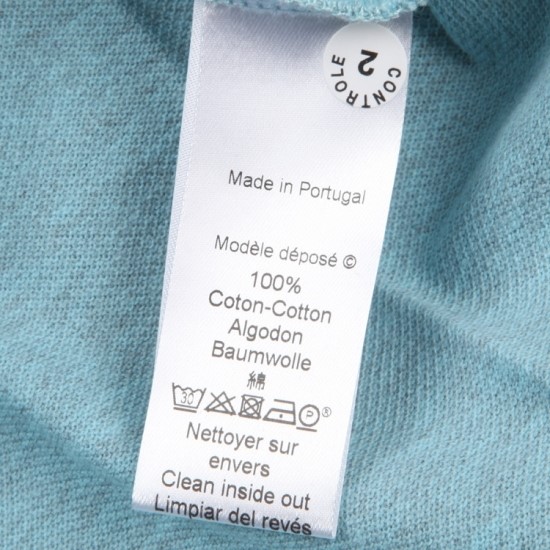 CONTROLE
2
Made in Portugal
Modèle déposé ©
100%
Coton-Cotton
Algodon
Baumwolle
綿
30 P ®
Nettoyer sur
envers
Clean inside out
Limpiar del revés